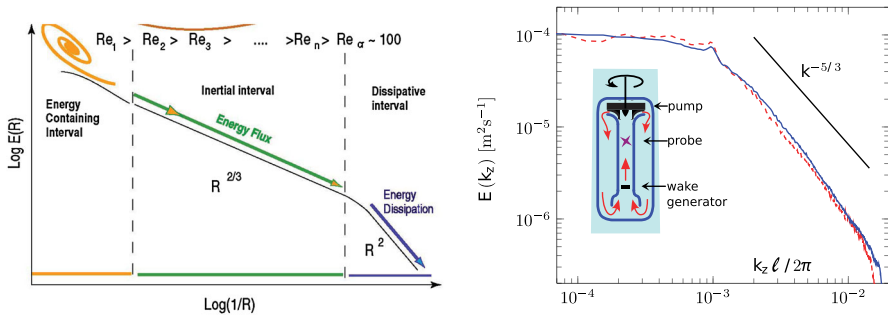 Re1 > Re2 > Re3 > .... >Ren > Reα ~ 100
Energy
Containing
Interval
Inertial interval
Dissipative
interval
Energy Flux
R 2/3
Energy
Dissipation
R 2
Log E(R)
Log(1/R)
10−4
10−5
10−6
E(kz) [m2s−1]
k−5/3
pump
probe
wake
generator
kz ℓ/2π
10−4
10−3
10−2